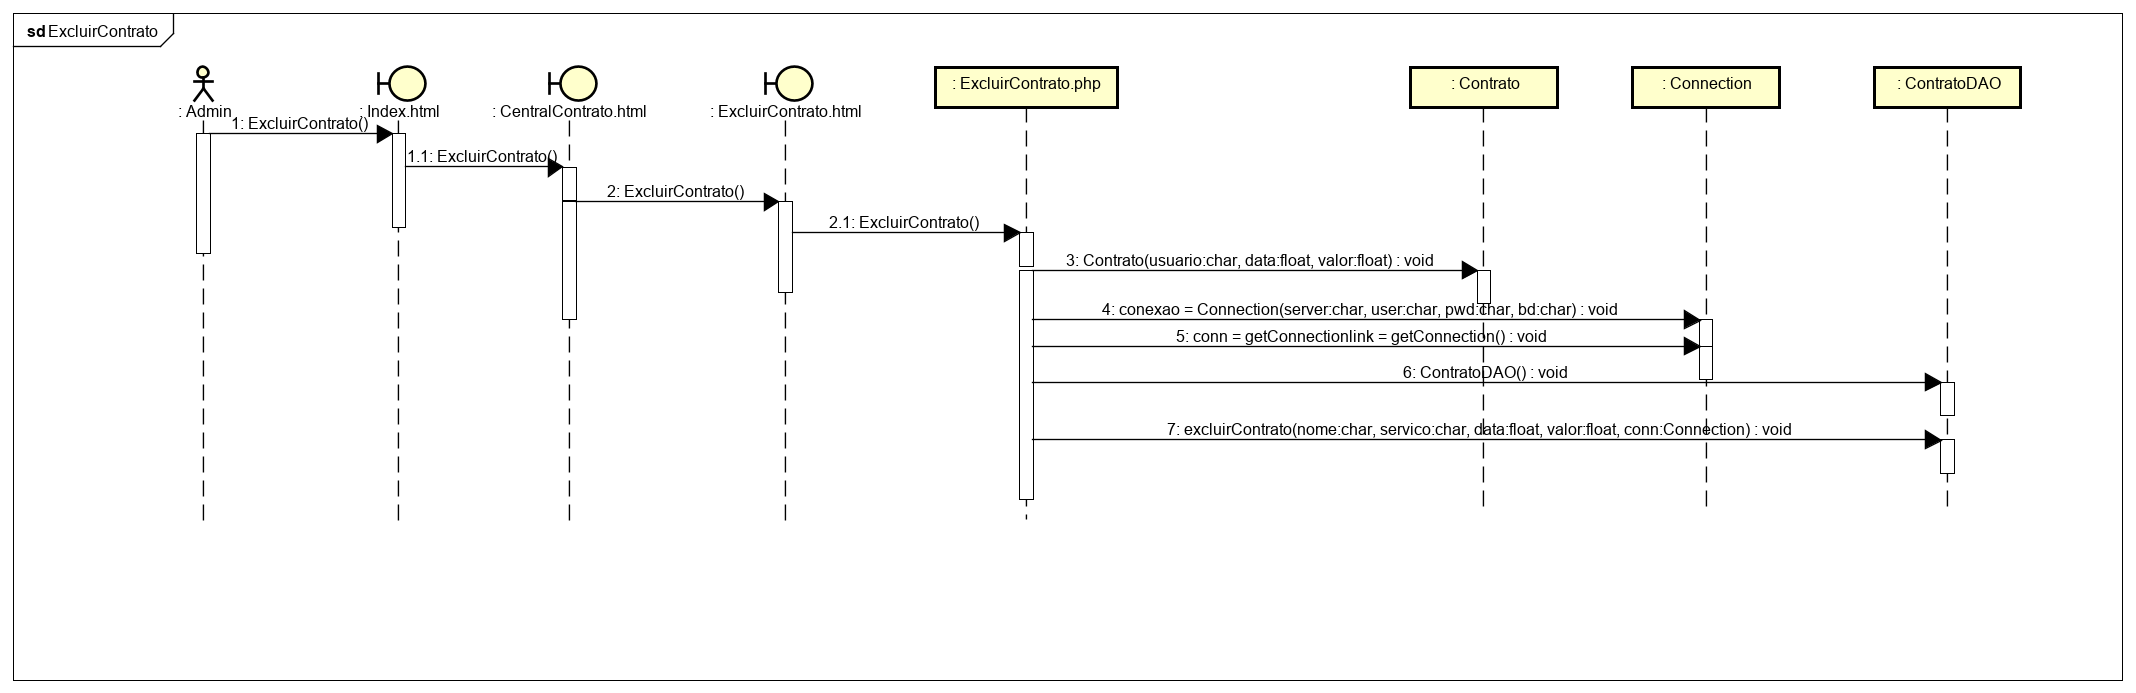 sd ExcluirContrato
: Admin
: Index.html
: CentralContrato.html
: ExcluirContrato.html
: ExcluirContrato.php
: Contrato
: Connection
: ContratoDAO
1: ExcluirContrato()
1.1: ExcluirContrato()
2: ExcluirContrato()
2.1: ExcluirContrato()
3: Contrato(usuario:char, data:float, valor:float) : void
4: conexao = Connection(server:char, user:char, pwd:char, bd:char) : void
5: conn = getConnectionlink = getConnection() : void
6: ContratoDAO() : void
7: excluirContrato(nome:char, servico:char, data:float, valor:float, conn:Connection) : void